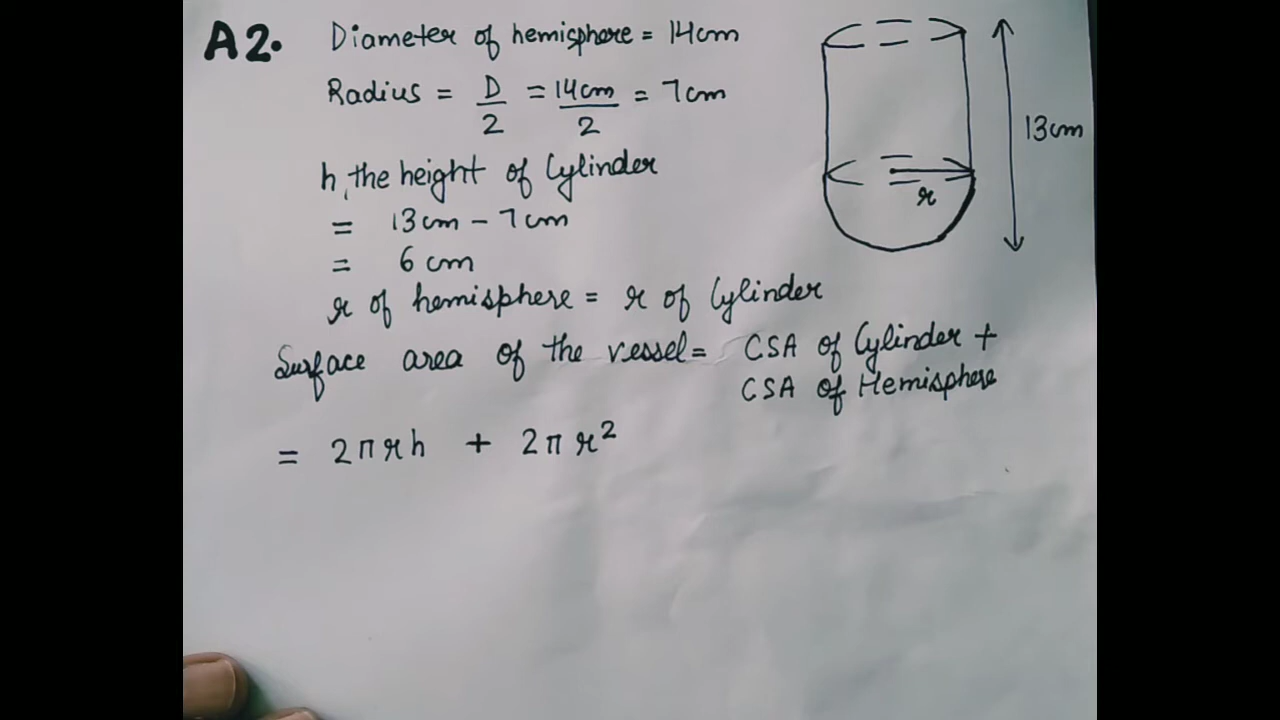 A2. Diameter of hemisphere = 14cm
Radius = D/2 = 14cm/2 = 7cm
h, the height of Cylinder
= 13cm - 7cm
= 6 cm
r of hemisphere = r of Cylinder
Surface area of the vessel = CSA of Cylinder +
CSA of Hemisphere
= 2πrh + 2πr²
13cm
r